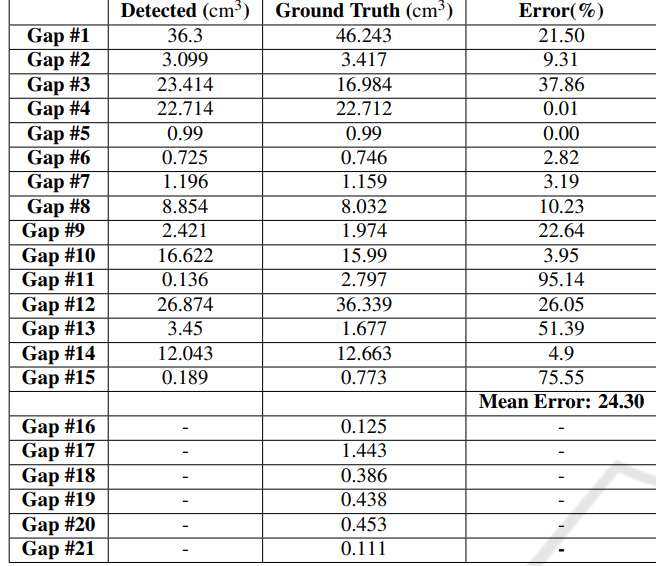 Detected (cm³) Ground Truth (cm³) Error(%)
Gap #1 36.3 46.243 21.50
Gap #2 3.099 3.417 9.31
Gap #3 23.414 16.984 37.86
Gap #4 22.714 22.712 0.01
Gap #5 0.99 0.99 0.00
Gap #6 0.725 0.746 2.82
Gap #7 1.196 1.159 3.19
Gap #8 8.854 8.032 10.23
Gap #9 2.421 1.974 22.64
Gap #10 16.622 15.99 3.95
Gap #11 0.136 2.797 95.14
Gap #12 26.874 36.339 26.05
Gap #13 3.45 1.677 51.39
Gap #14 12.043 12.663 4.9
Gap #15 0.189 0.773 75.55
Mean Error: 24.30
Gap #16 - 0.125 -
Gap #17 - 1.443 -
Gap #18 - 0.386 -
Gap #19 - 0.438 -
Gap #20 - 0.453 -
Gap #21 - 0.111 -